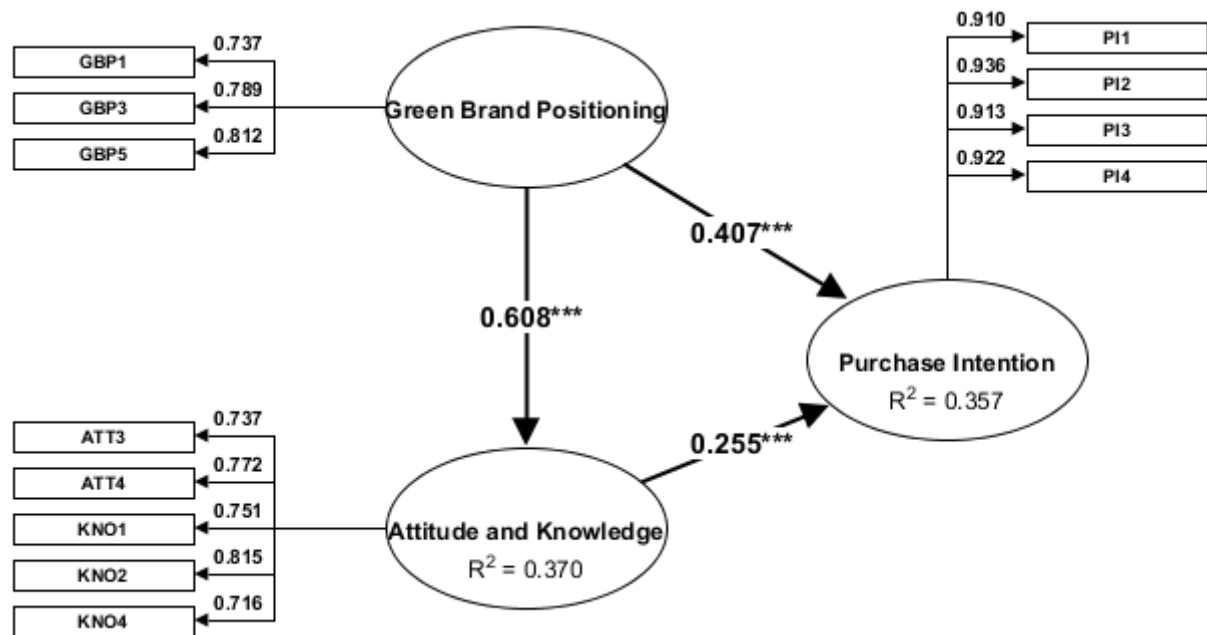 0.737
GBP1
0.789
GBP3
0.812
GBP5
Green Brand Positioning
0.910
PI1
0.936
PI2
0.913
PI3
0.922
PI4
0.407***
0.608***
Purchase Intention
R² = 0.357
0.255***
0.737
ATT3
0.772
ATT4
0.751
KNO1
0.815
KNO2
0.716
KNO4
Attitude and Knowledge
R² = 0.370